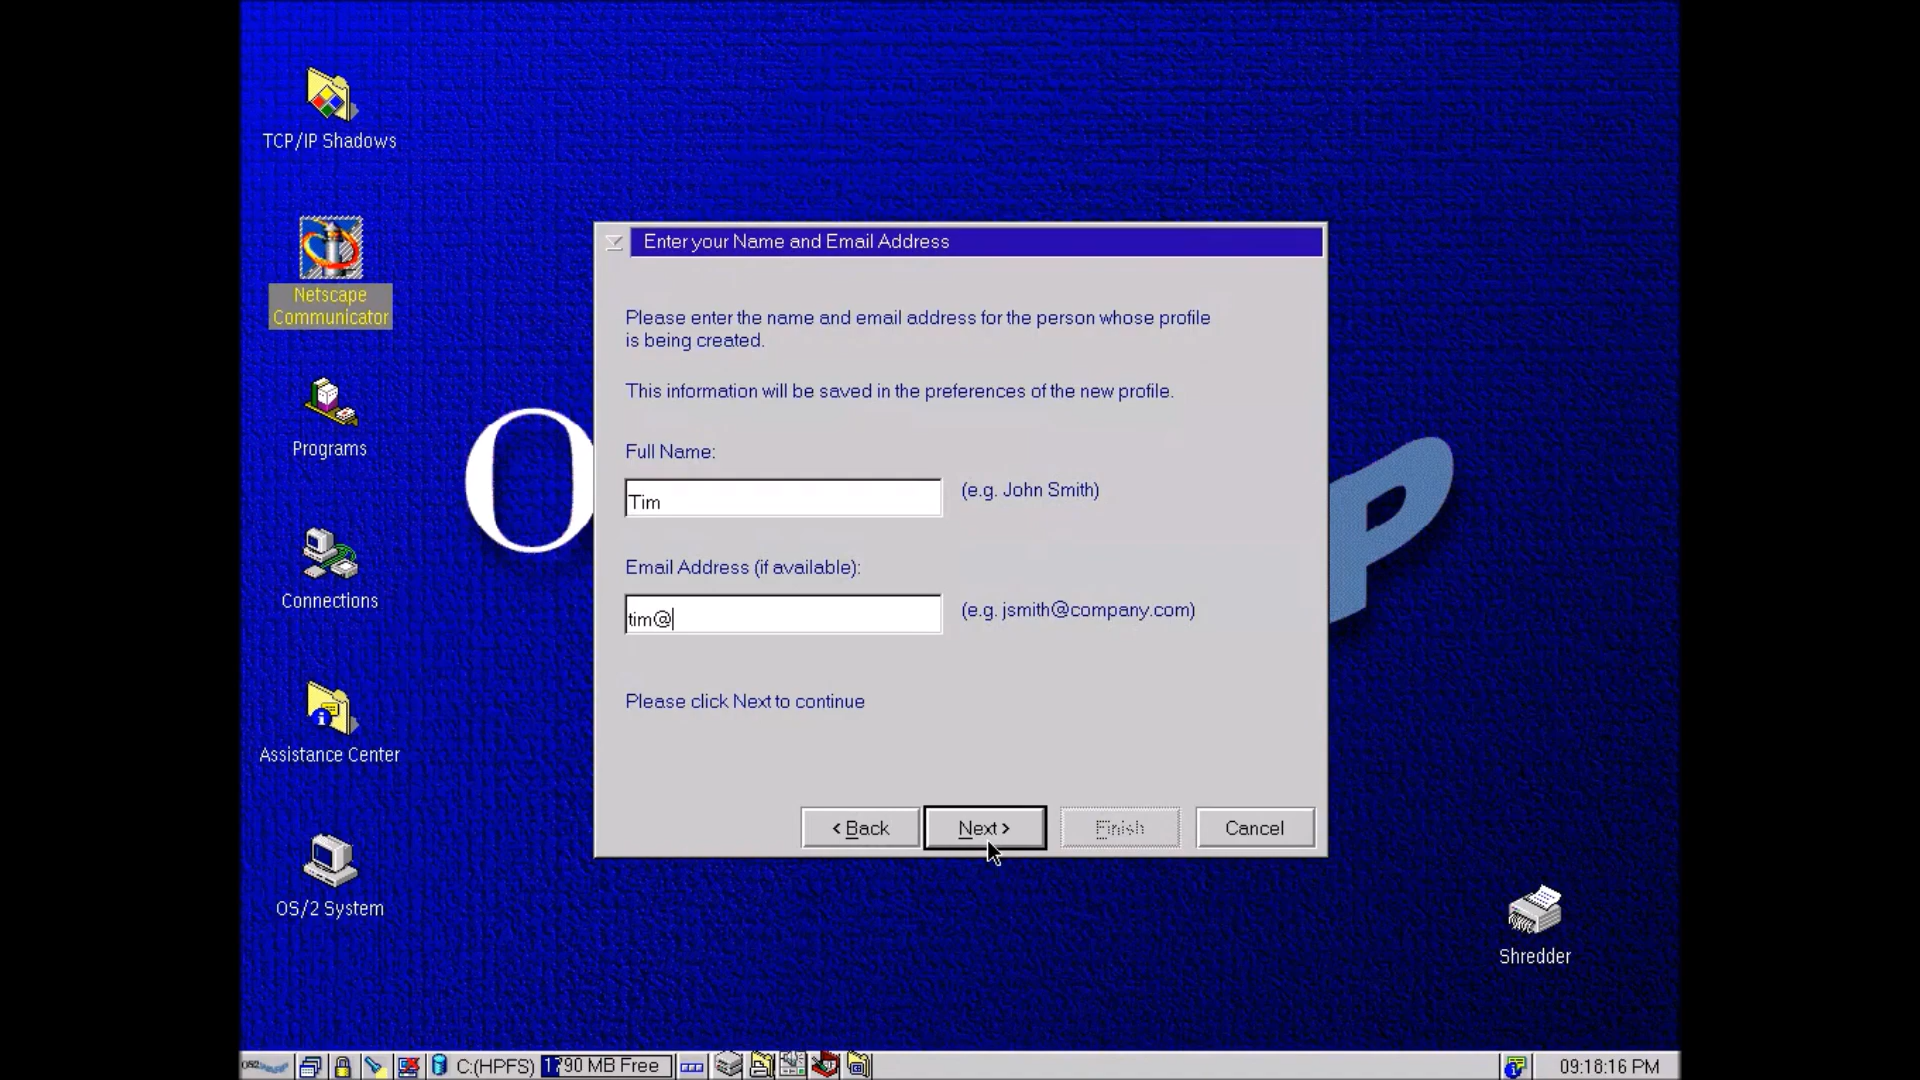 TCP/IP Shadows
Netscape
Communicator
Programs
Connections
Assistance Center
OS/2 System
O
P
Enter your Name and Email Address
Please enter the name and email address for the person whose profile
is being created.
This information will be saved in the preferences of the new profile.
Full Name:
Tim
(e.g. John Smith)
Email Address (if available):
tim@
(e.g. jsmith@company.com)
Please click Next to continue
< Back
Next >
Finish
Cancel
Shredder
C:(HPFS)
1790 MB Free
09:18:16 PM